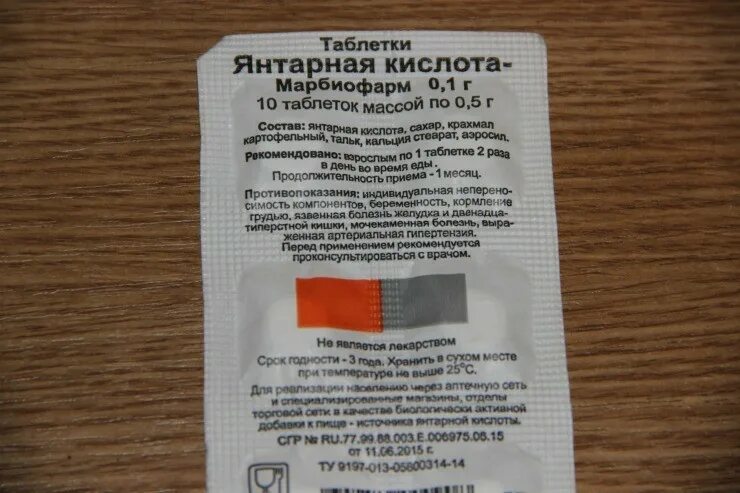 Таблетки
Янтарная кислота-
Марбиофарм 0,1 г
10 таблеток массой по 0,5 г
Состав: янтарная кислота, сахар, крахмал
картофельный, тальк, кальция стеарат, аэросил.
Рекомендовано: взрослым по 1 таблетке 2 раза
в день во время еды.
Продолжительность приема - 1 месяц.
Противопоказания: индивидуальная неперено-
симость компонентов, беременность, кормление
грудью, язвенная болезнь желудка и двенадца-
типерстной кишки, мочекаменная болезнь, выра-
женная артериальная гипертензия.
Перед применением рекомендуется
проконсультироваться с врачом.
Не является лекарством
Срок годности - 3 года. Хранить в сухом месте
при температуре не выше 25°C.
Для реализации населению через аптечную сеть
и специализированные магазины, отделы
торговой сети в качестве биологически активной
добавки к пище - источника янтарной кислоты.
СГР № RU.77.99.88.003.Е.006975.06.15
от 11.06.2015 г.
ТУ 9197-013-05800314-14